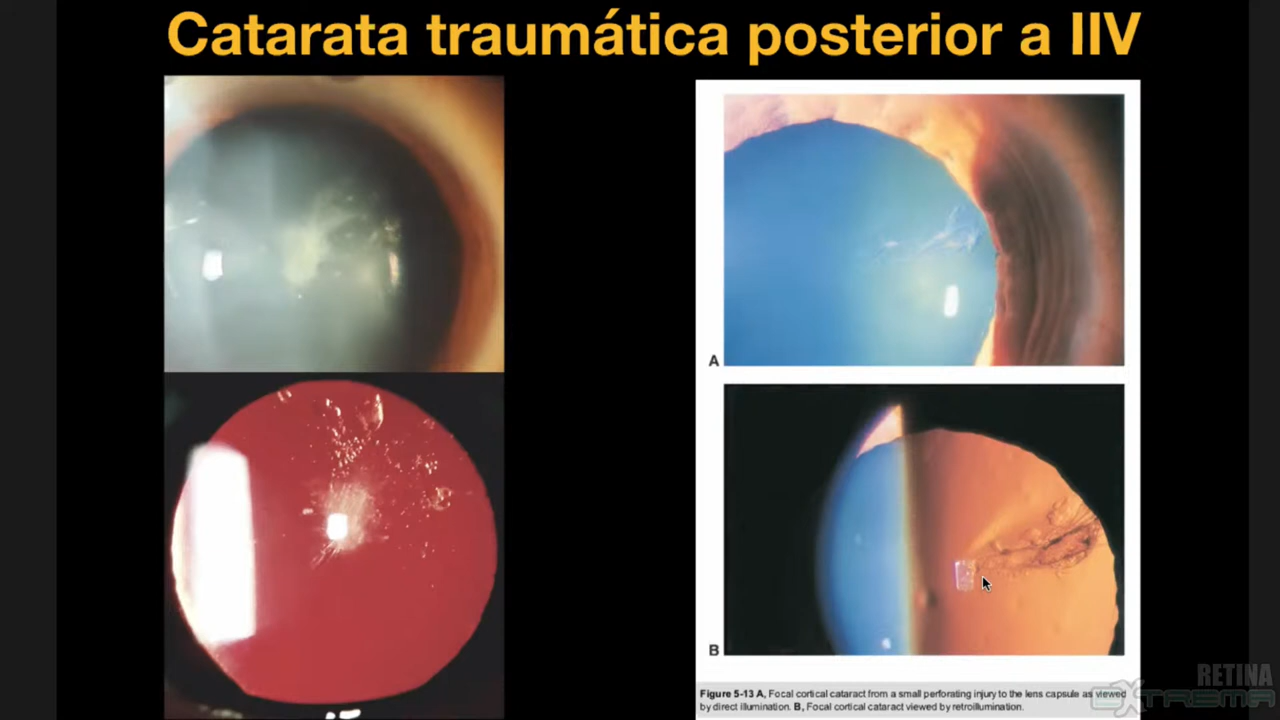 Catarata traumática posterior a IIV
A
B
Figure 5-13 A, Focal cortical cataract from a small perforating injury to the lens capsule as viewed
by direct illumination. B, Focal cortical cataract viewed by retroillumination.
RETINA
EXTREMA